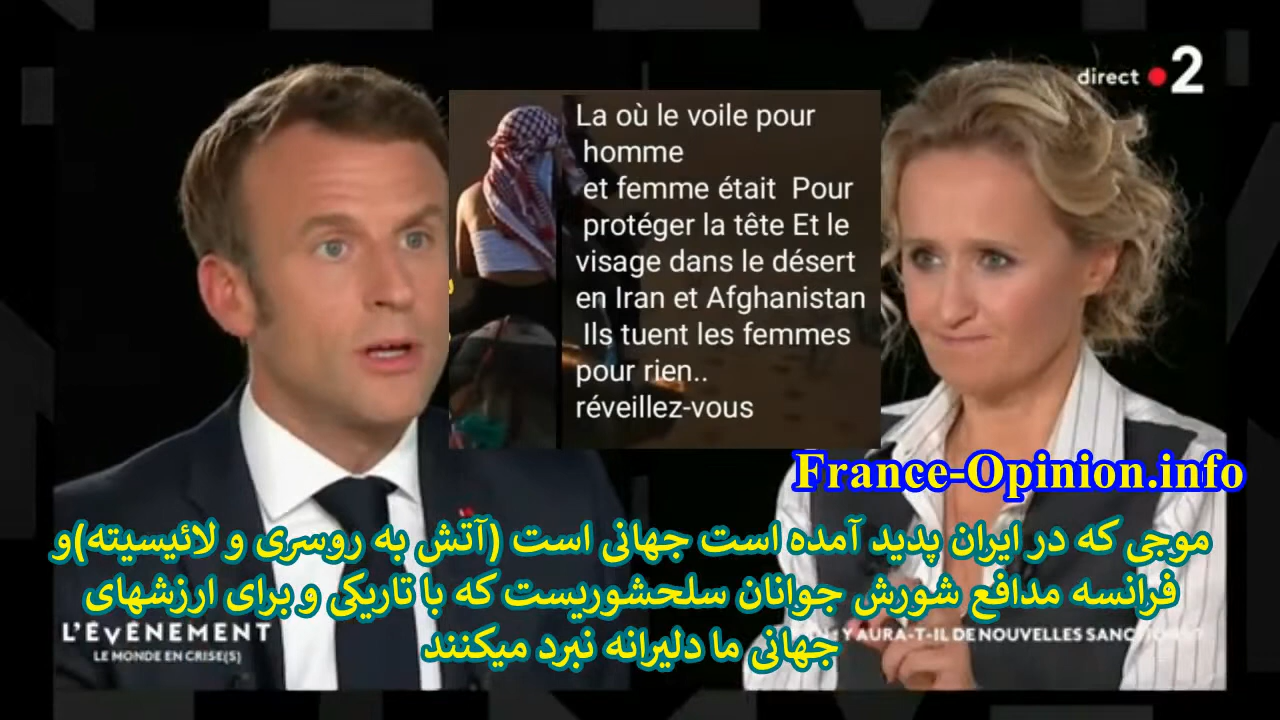 direct 2
La où le voile pour
homme
et femme était Pour
protéger la tête Et le
visage dans le désert
en Iran et Afghanistan
Ils tuent les femmes
pour rien..
réveillez-vous
France-Opinion.info
موجی که در ایران پدید آمده است جهانی است (آتش به روسری و لائیسیته)و
فرانسه مدافع شورش جوانان سلحشوریست که با تاریکی و برای ارزشهای
جهانی ما دلیرانه نبرد میکنند
L'ÉVÉNEMENT
LE MONDE EN CRISE(S)
Y AURA-T-IL DE NOUVELLES